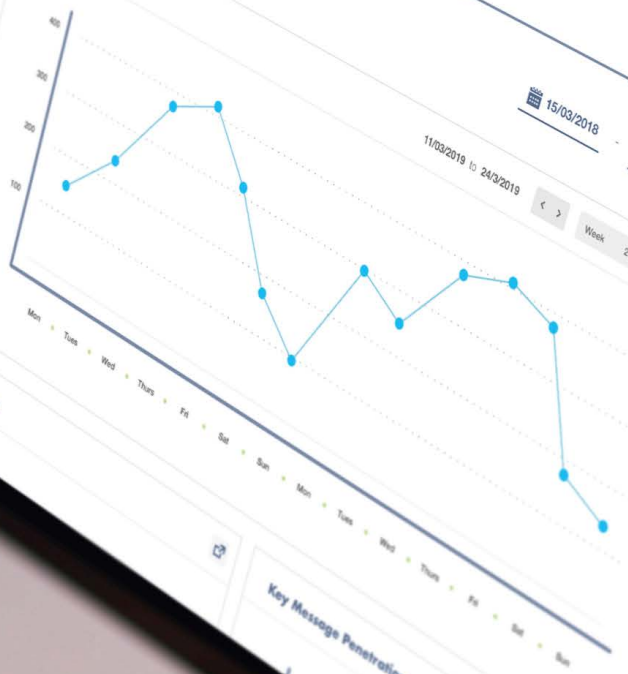 400
300
200
100
15/03/2018
11/03/2019 to 24/3/2019
Week
Mon
Tues
Wed
Thurs
Fri
Sat
Sun
Mon
Tues
Wed
Thurs
Fri
Sat
Sun
Key Message Penetration